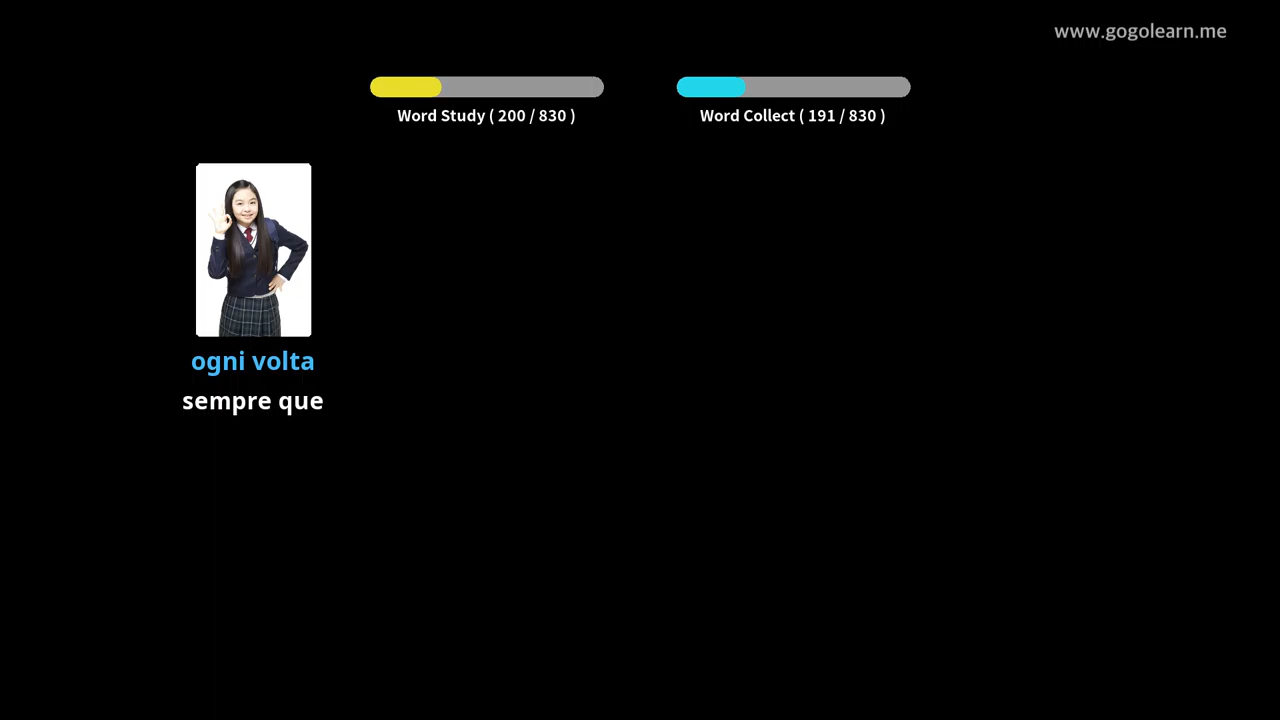 www.gogolearn.me
Word Study ( 200 / 830 )
Word Collect ( 191 / 830 )
ogni volta
sempre que